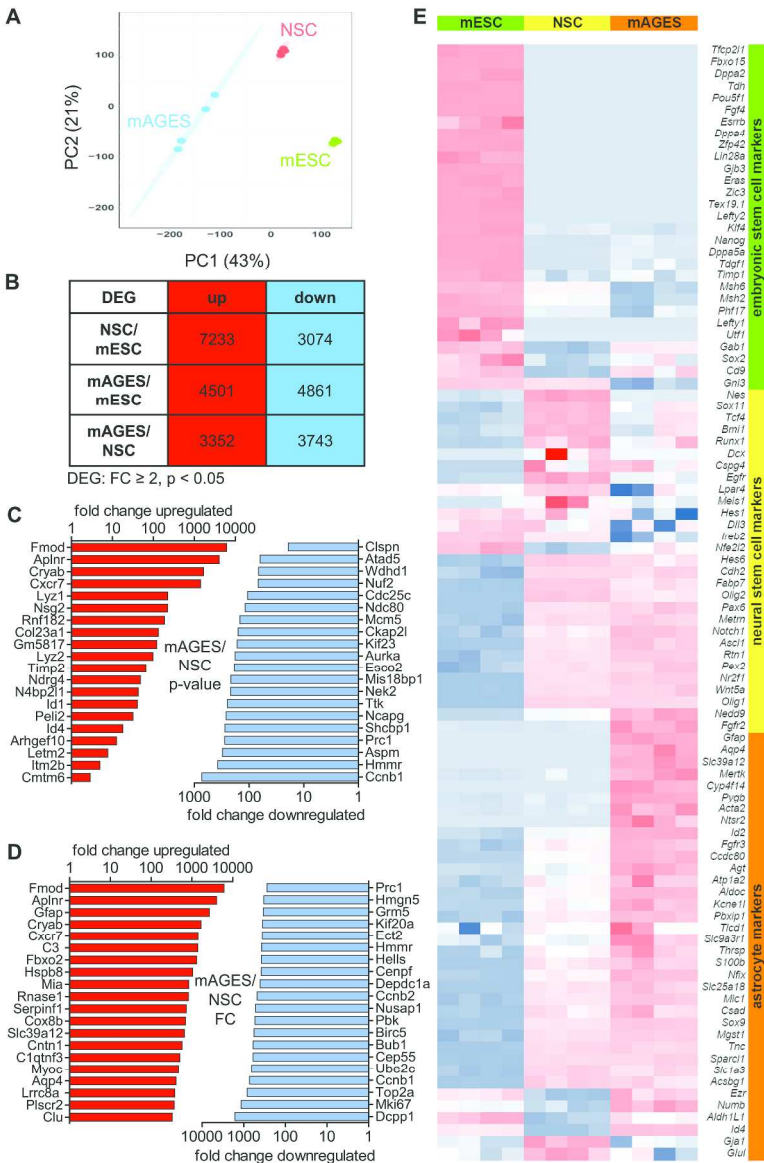 A
NSC
mAGES
mESC
100
0
-100
-200
-200
-100
0
100
PC2 (21%)
PC1 (43%)
B
DEG up down
NSC/
mESC 7233 3074
mAGES/
mESC 4501 4861
mAGES/
NSC 3352 3743
DEG: FC ≥ 2, p < 0.05
C
fold change upregulated
1 10 100 1000 10000
Fmod
Aplnr
Cryab
Cxcr7
Lyz1
Nsg2
Rnf182
Col23a1
Gm5817
Lyz2
Timp2
Ndrg4
N4bp2l1
Id1
Peli2
Id4
Arhgef10
Letm2
Itm2b
Cmtm6
mAGES/
NSC
p-value
Clspn
Atad5
Wdhd1
Nuf2
Cdc25c
Ndc80
Mcm5
Ckap2l
Kif23
Aurka
Esco2
Mis18bp1
Nek2
Ttk
Ncapg
Shcbp1
Prc1
Aspm
Hmmr
Ccnb1
1000 100 10 1
fold change downregulated
D
fold change upregulated
1 10 100 1000 10000
Fmod
Aplnr
Gfap
Cryab
Cxcr7
C3
Fbxo2
Hspb8
Mia
Rnase1
Serpinf1
Cox8b
Slc39a12
Cntn1
C1qtnf3
Myoc
Aqp4
Lrrc8a
Plscr2
Clu
mAGES/
NSC
FC
Prc1
Hmgn5
Grm5
Kif20a
Ect2
Hmmr
Hells
Cenpf
Depdc1a
Ccnb2
Nusap1
Pbk
Birc5
Bub1
Cep55
Ube2c
Ccnb1
Top2a
Mki67
Dcpp1
10000 1000 100 10 1
fold change downregulated
E
mESC NSC mAGES
Tfcp2l1
Fbxo15
Dppa2
Tdh
Pou5f1
Fgf4
Esrrb
Dppa4
Zfp42
Lin28a
Gjb3
Eras
Zic3
Tex19.1
Lefty2
Klf4
Nanog
Dppa5a
Tdgf1
Timp1
Msh6
Msh2
Phf17
Lefty1
Utf1
Gab1
Sox2
Cd9
Gnl3
embryonic stem cell markers
Nes
Sox11
Tcf4
Bmi1
Runx1
Dcx
Cspg4
Egfr
Lpar4
Meis1
Hes1
Dll3
Ireb2
Nfe2l2
Hes6
Cdh2
Fabp7
Olig2
Pax6
Metrn
Notch1
Ascl1
Rtn1
Pex2
Nr2f1
Wnt5a
Olig1
Nedd9
Fgfr2
neural stem cell markers
Gfap
Aqp4
Slc39a12
Mertk
Cyp4f14
Pygb
Acta2
Ntsr2
Id2
Fgfr3
Ccdc80
Agt
Atp1a2
Aldoc
Kcne1l
Pbxip1
Tlcd1
Slc9a3r1
Thrsp
S100b
Nfix
Slc25a18
Mlc1
Csad
Sox9
Mgst1
Tnc
Sparcl1
Slc1a3
Acsbg1
Ezr
Numb
Aldh1L1
Id4
Gja1
Glul
astrocyte markers